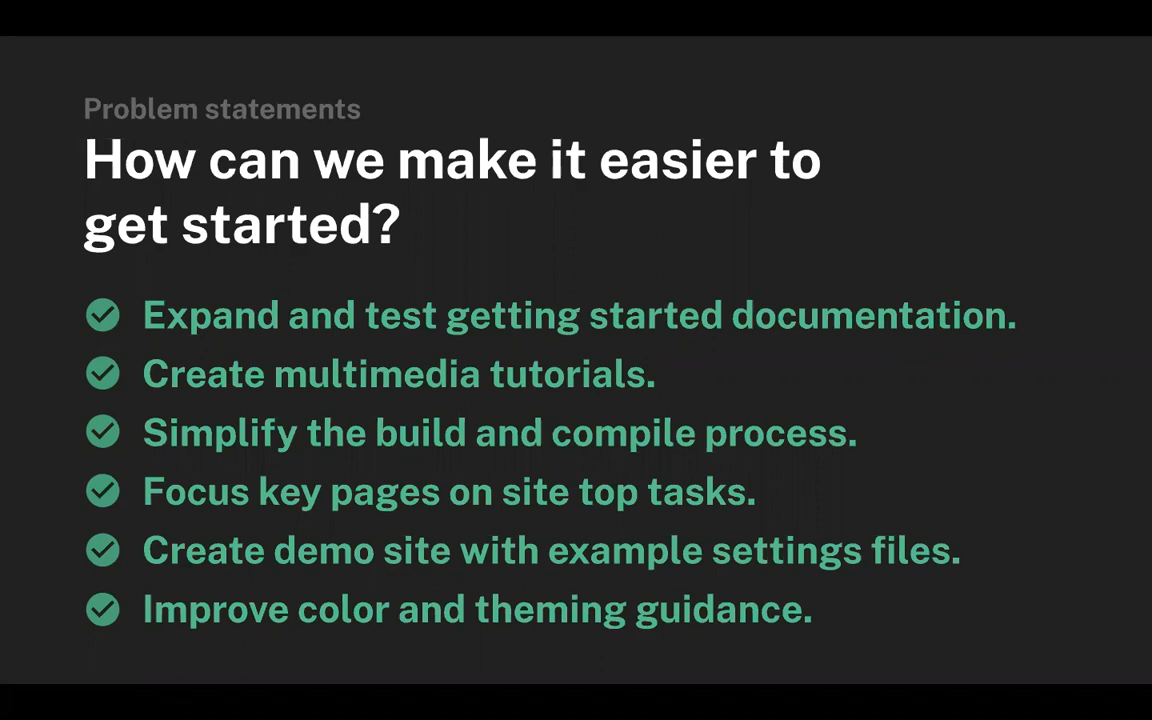 Problem statements
How can we make it easier to
get started?
Expand and test getting started documentation.
Create multimedia tutorials.
Simplify the build and compile process.
Focus key pages on site top tasks.
Create demo site with example settings files.
Improve color and theming guidance.